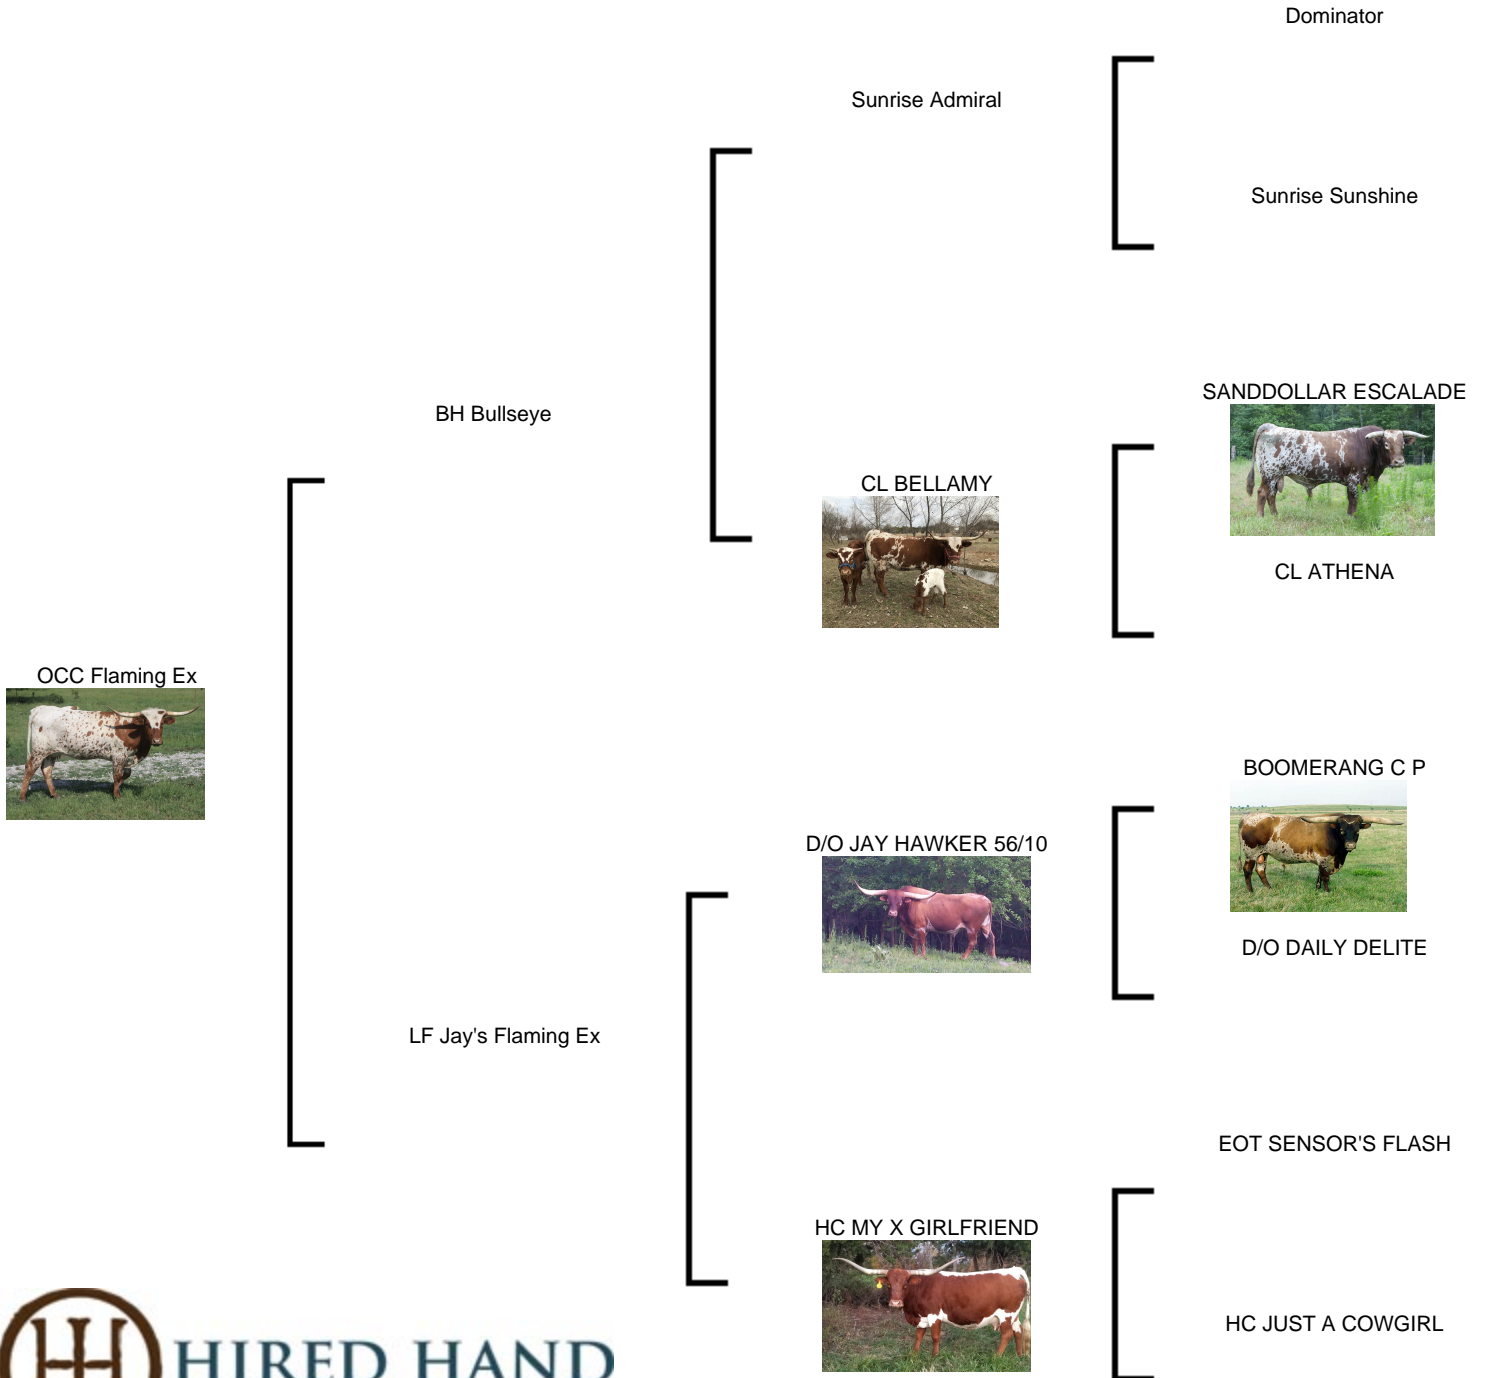 Dominator
Sunrise Admiral
Sunrise Sunshine
SANDDOLLAR ESCALADE
BH Bullseye
CL BELLAMY
CL ATHENA
OCC Flaming Ex
BOOMERANG C P
D/O JAY HAWKER 56/10
D/O DAILY DELITE
LF Jay's Flaming Ex
EOT SENSOR'S FLASH
HC MY X GIRLFRIEND
HC JUST A COWGIRL
HIRED HAND